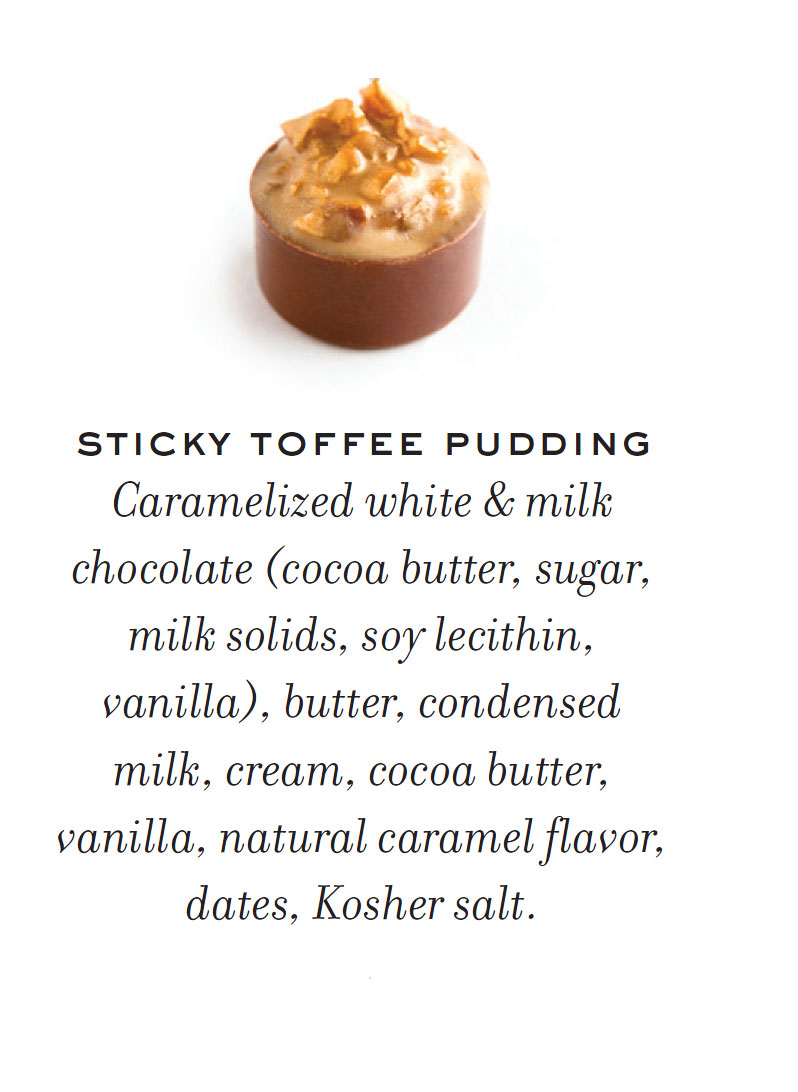 STICKY TOFFEE PUDDING
Caramelized white & milk
chocolate (cocoa butter, sugar,
milk solids, soy lecithin,
vanilla), butter, condensed
milk, cream, cocoa butter,
vanilla, natural caramel flavor,
dates, Kosher salt.